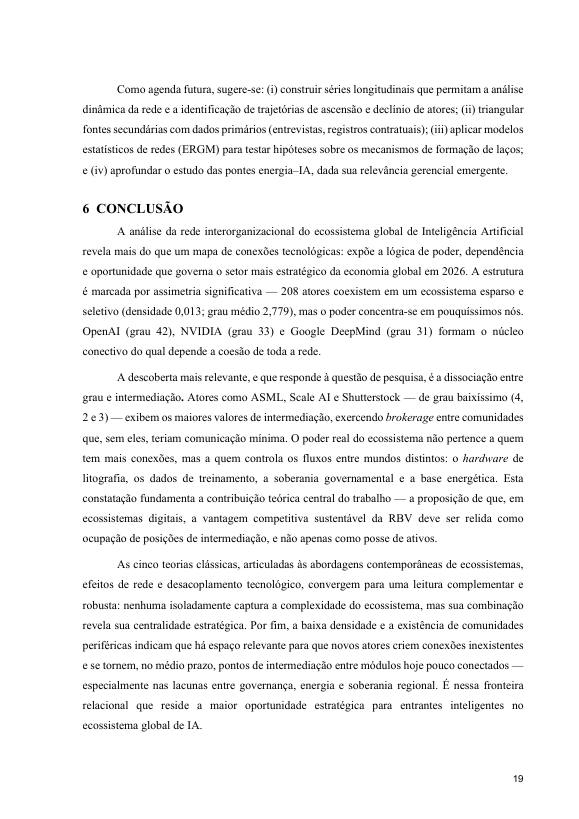 Como agenda futura, sugere-se: (i) construir séries longitudinais que permitam a análise
dinâmica da rede e a identificação de trajetórias de ascensão e declínio de atores; (ii) triangular
fontes secundárias com dados primários (entrevistas, registros contratuais); (iii) aplicar modelos
estatísticos de redes (ERGM) para testar hipóteses sobre os mecanismos de formação de laços;
e (iv) aprofundar o estudo das pontes energia–IA, dada sua relevância gerencial emergente.
6 CONCLUSÃO
A análise da rede interorganizacional do ecossistema global de Inteligência Artificial
revela mais do que um mapa de conexões tecnológicas: expõe a lógica de poder, dependência
e oportunidade que governa o setor mais estratégico da economia global em 2026. A estrutura
é marcada por assimetria significativa — 208 atores coexistem em um ecossistema esparso e
seletivo (densidade 0,013; grau médio 2,779), mas o poder concentra-se em pouquíssimos nós.
OpenAI (grau 42), NVIDIA (grau 33) e Google DeepMind (grau 31) formam o núcleo
conectivo do qual depende a coesão de toda a rede.
A descoberta mais relevante, e que responde à questão de pesquisa, é a dissociação entre
grau e intermediação. Atores como ASML, Scale AI e Shutterstock — de grau baixíssimo (4,
2 e 3) — exibem os maiores valores de intermediação, exercendo brokerage entre comunidades
que, sem eles, teriam comunicação mínima. O poder real do ecossistema não pertence a quem
tem mais conexões, mas a quem controla os fluxos entre mundos distintos: o hardware de
litografia, os dados de treinamento, a soberania governamental e a base energética. Esta
constatação fundamenta a contribuição teórica central do trabalho — a proposição de que, em
ecossistemas digitais, a vantagem competitiva sustentável da RBV deve ser relida como
ocupação de posições de intermediação, e não apenas como posse de ativos.
As cinco teorias clássicas, articuladas às abordagens contemporâneas de ecossistemas,
efeitos de rede e desacoplamento tecnológico, convergem para uma leitura complementar e
robusta: nenhuma isoladamente captura a complexidade do ecossistema, mas sua combinação
revela sua centralidade estratégica. Por fim, a baixa densidade e a existência de comunidades
periféricas indicam que há espaço relevante para que novos atores criem conexões inexistentes
e se tornem, no médio prazo, pontos de intermediação entre módulos hoje pouco conectados —
especialmente nas lacunas entre governança, energia e soberania regional. É nessa fronteira
relacional que reside a maior oportunidade estratégica para entrantes inteligentes no
ecossistema global de IA.
19